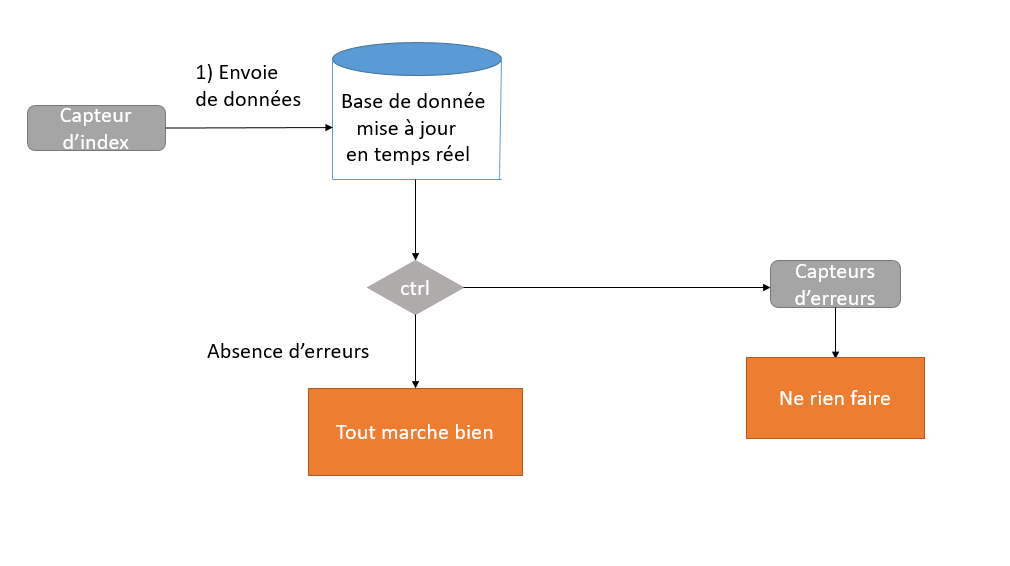 1) Envoie
de données
Capteur
d’index
Base de donnée
mise à jour
en temps réel
ctrl
Capteurs
d’erreurs
Absence d’erreurs
Ne rien faire
Tout marche bien